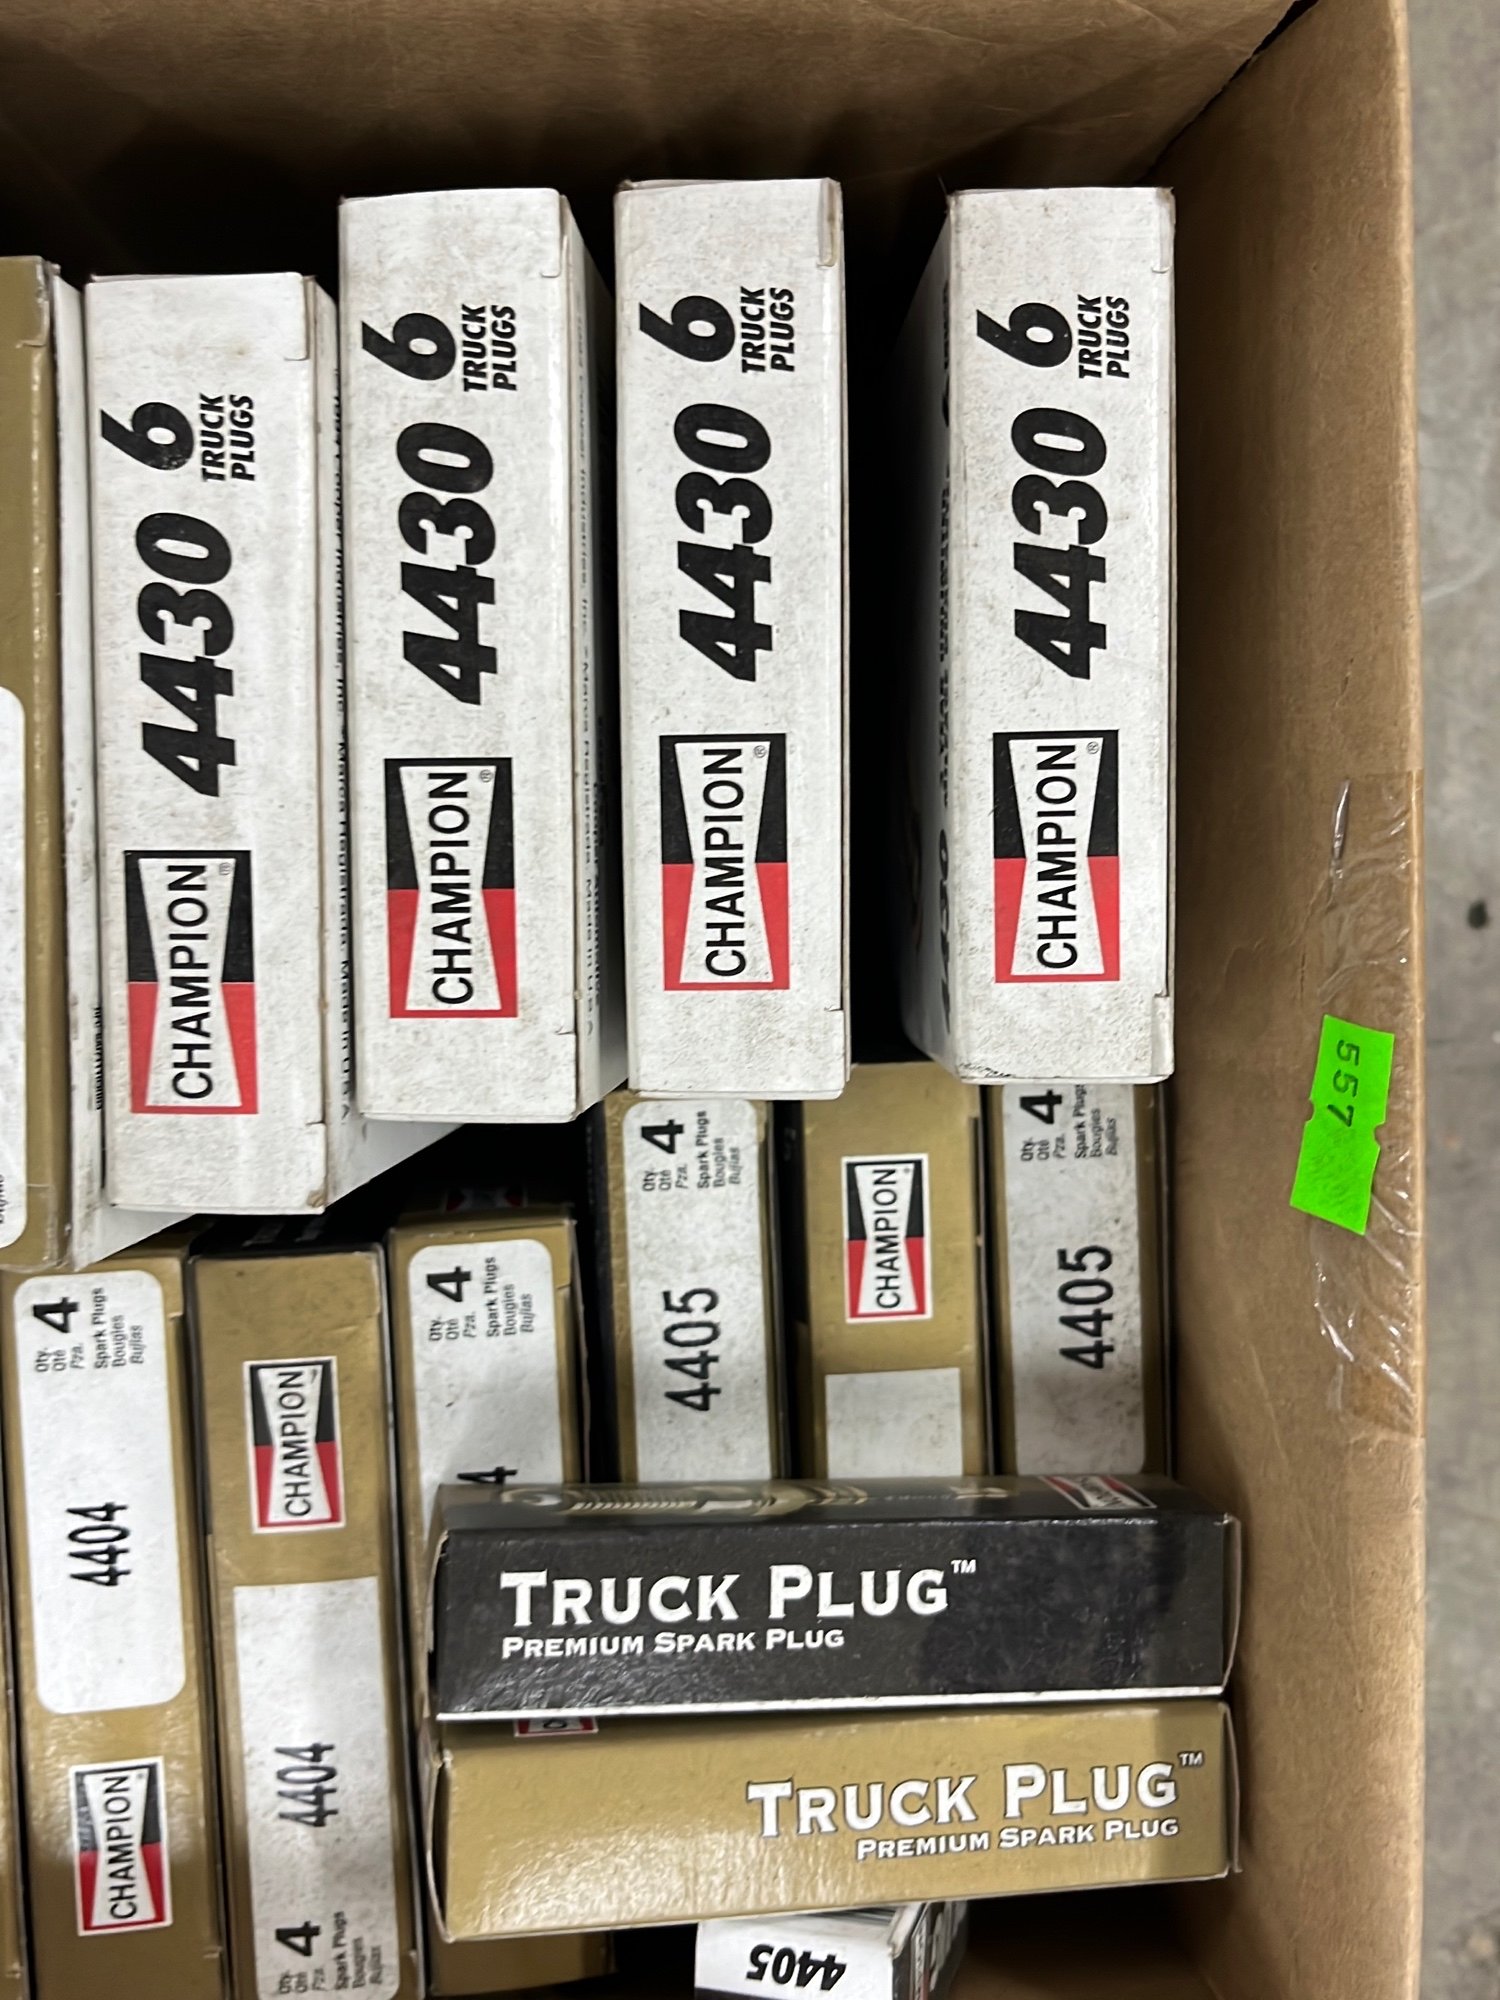 CHAMPION®
4430
6
TRUCK
PLUGS
CHAMPION®
4430
6
TRUCK
PLUGS
CHAMPION®
4430
6
TRUCK
PLUGS
CHAMPION®
4430
6
TRUCK
PLUGS
557
Qty.
Qté
Pza.
4
Spark Plugs
Bougies
Bujías
4404
CHAMPION
CHAMPION
4404
Qty.
Qté
Pza.
4
Spark Plugs
Bougies
Bujías
Qty.
Qté
Pza.
4
Spark Plugs
Bougies
Bujías
4
Qty.
Qté
Pza.
4
Spark Plugs
Bougies
Bujías
4405
CHAMPION
Qty.
Qté
Pza.
4
Spark Plugs
Bougies
Bujías
4405
TRUCK PLUG™
PREMIUM SPARK PLUG
TRUCK PLUG™
PREMIUM SPARK PLUG
4405